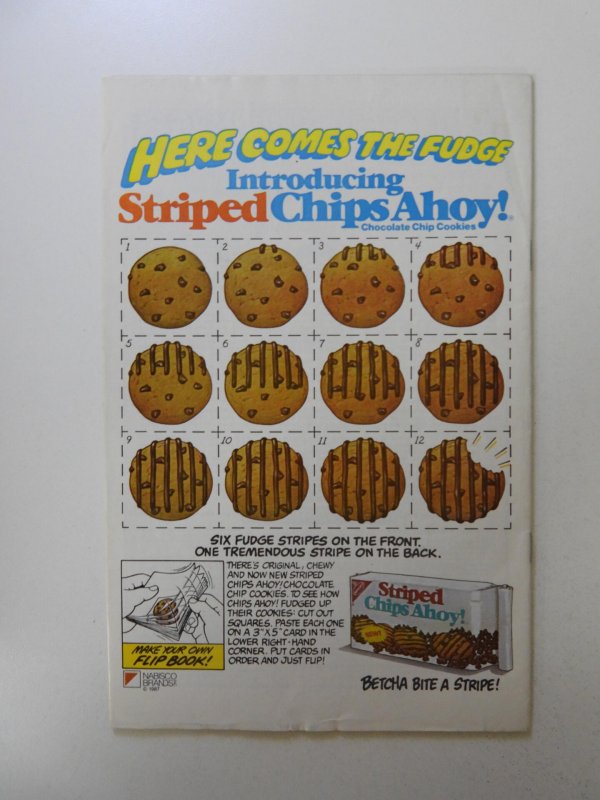 HERE COMES THE FUDGE
Introducing
Striped Chips Ahoy!
Chocolate Chip Cookies
1 2 3 4
5 6 7 8
9 10 11 12
SIX FUDGE STRIPES ON THE FRONT.
ONE TREMENDOUS STRIPE ON THE BACK.
THERE'S ORIGINAL, CHEWY
AND NOW NEW STRIPED
CHIPS AHOY! CHOCOLATE
CHIP COOKIES. TO SEE HOW
CHIPS AHOY! FUDGED UP
THEIR COOKIES: CUT OUT
SQUARES. PASTE EACH ONE
ON A 3"X5" CARD IN THE
LOWER RIGHT-HAND
CORNER. PUT CARDS IN
ORDER AND JUST FLIP!
MAKE YOUR OWN
FLIP BOOK!
NABISCO
BRANDS
© 1987
Striped
Chips Ahoy!
NEW!
BETCHA BITE A STRIPE!